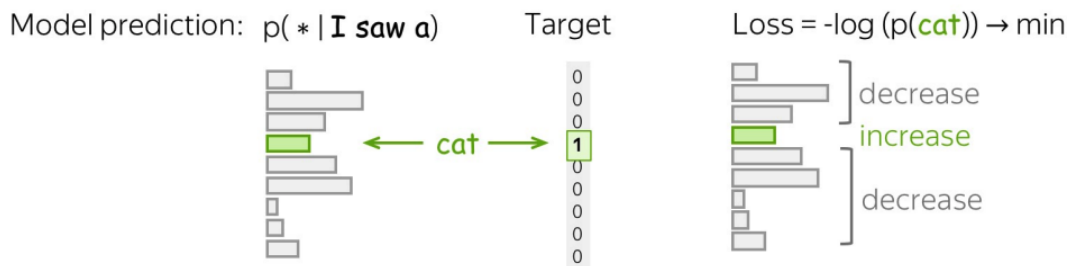 Model prediction: p( * | I saw a)
Target
Loss = -log (p(cat)) → min
0
0
0
cat
1
0
0
0
0
0
decrease
increase
decrease